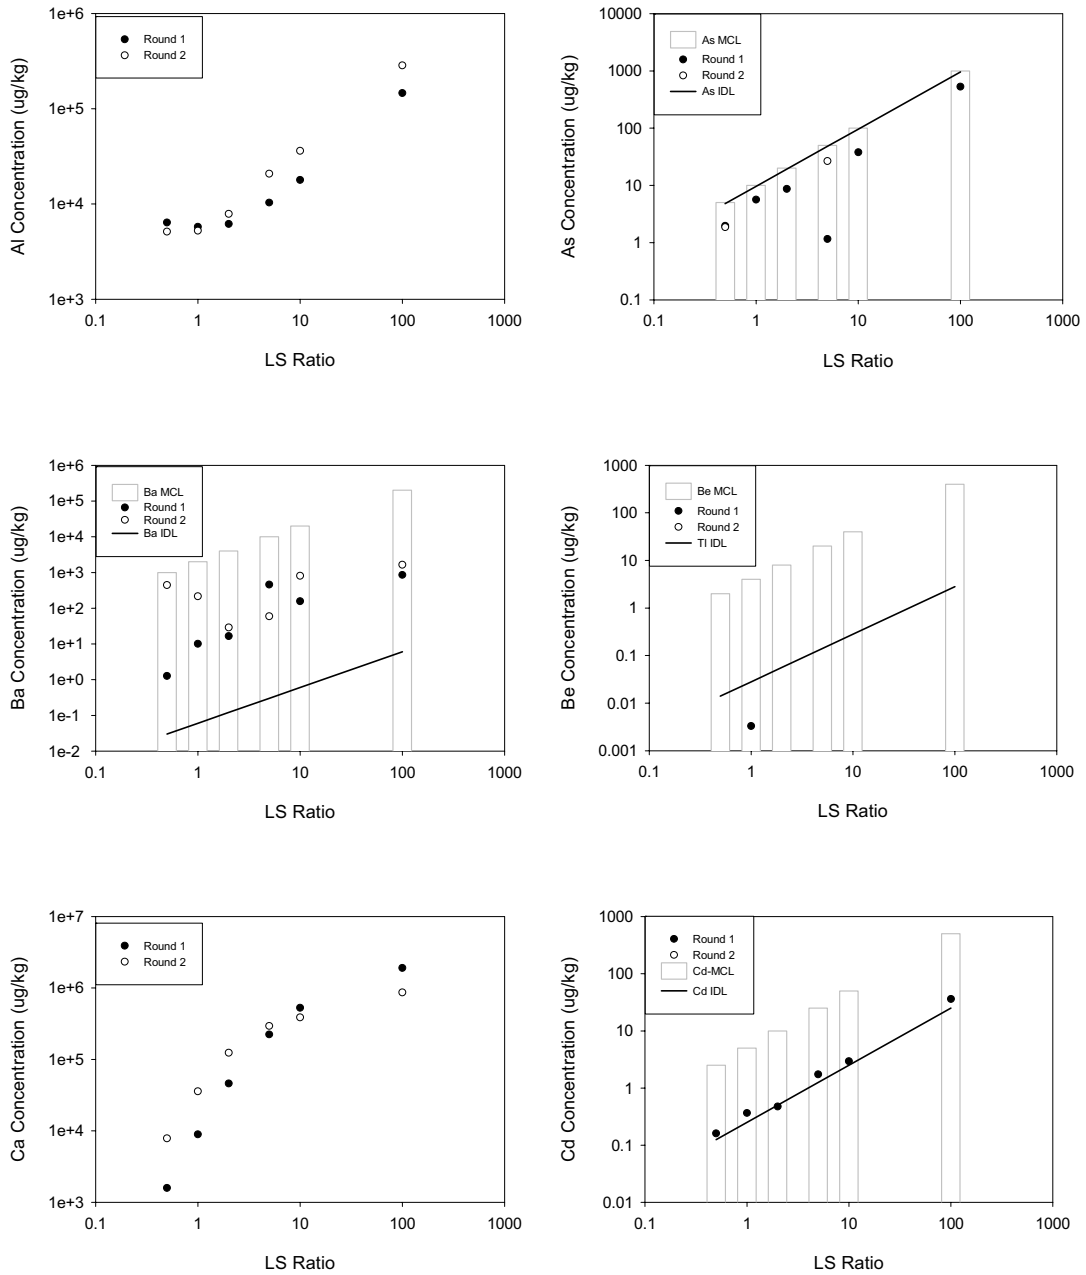 1e+6
1e+5
1e+4
1e+3
Al Concentration (ug/kg)
Round 1
Round 2
0.1 1 10 100 1000
LS Ratio
10000
1000
100
10
1
0.1
As Concentration (ug/kg)
As MCL
Round 1
Round 2
As IDL
0.1 1 10 100 1000
LS Ratio
1e+6
1e+5
1e+4
1e+3
1e+2
1e+1
1e+0
1e-1
1e-2
Ba Concentration (ug/kg)
Ba MCL
Round 1
Round 2
Ba IDL
0.1 1 10 100 1000
LS Ratio
1000
100
10
1
0.1
0.01
0.001
Be Concentration (ug/kg)
Be MCL
Round 1
Round 2
Tl IDL
0.1 1 10 100 1000
LS Ratio
1e+7
1e+6
1e+5
1e+4
1e+3
Ca Concentration (ug/kg)
Round 1
Round 2
0.1 1 10 100 1000
LS Ratio
1000
100
10
1
0.1
0.01
Cd Concentration (ug/kg)
Round 1
Round 2
Cd-MCL
Cd IDL
0.1 1 10 100 1000
LS Ratio